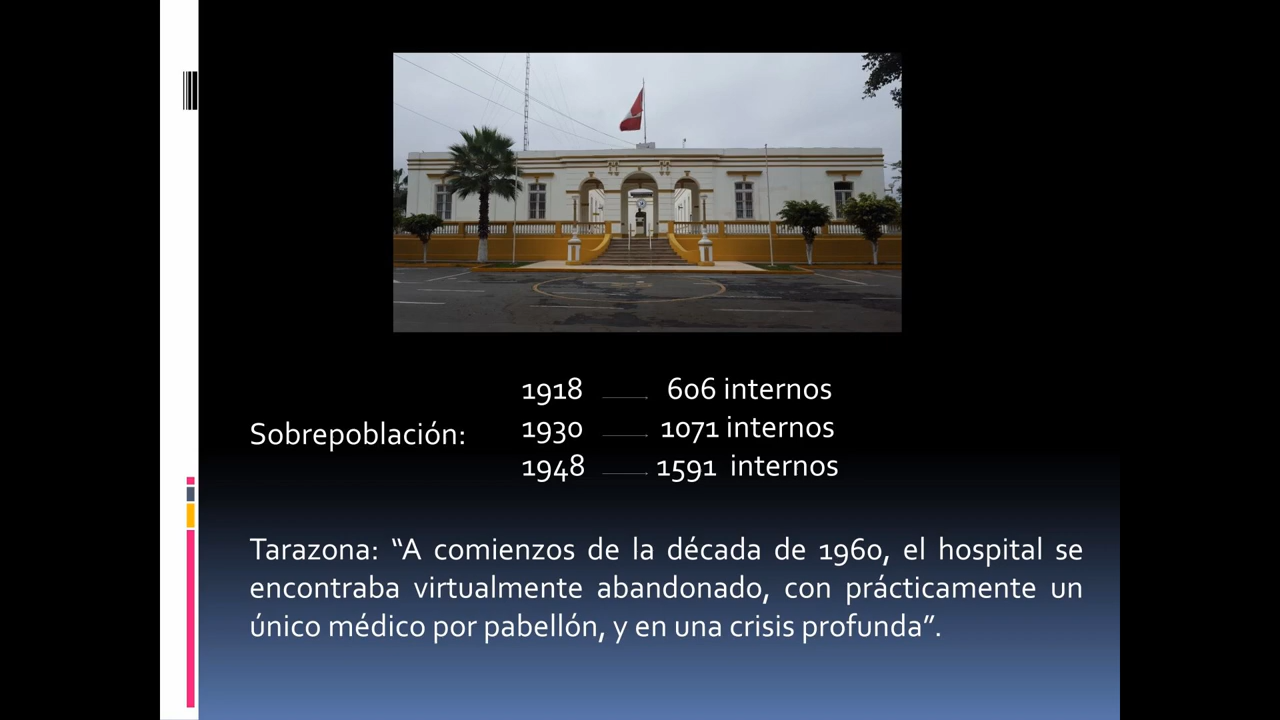 1918 606 internos
Sobrepoblación: 1930 1071 internos
1948 1591 internos
Tarazona: “A comienzos de la década de 1960, el hospital se
encontraba virtualmente abandonado, con prácticamente un
único médico por pabellón, y en una crisis profunda”.